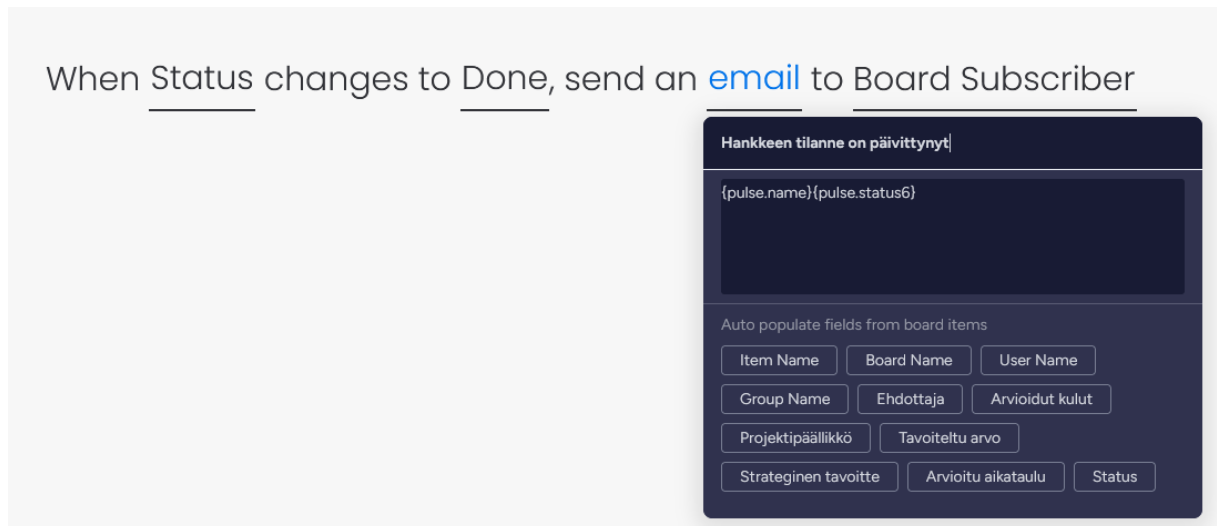 When Status changes to Done, send an email to Board Subscriber
Hankkeen tilanne on päivittynyt
{pulse.name}{pulse.status6}
Auto populate fields from board items
Item Name Board Name User Name
Group Name Ehdottaja Arvioidut kulut
Projektipäällikkö Tavoiteltu arvo
Strateginen tavoitte Arvioitu aikataulu Status